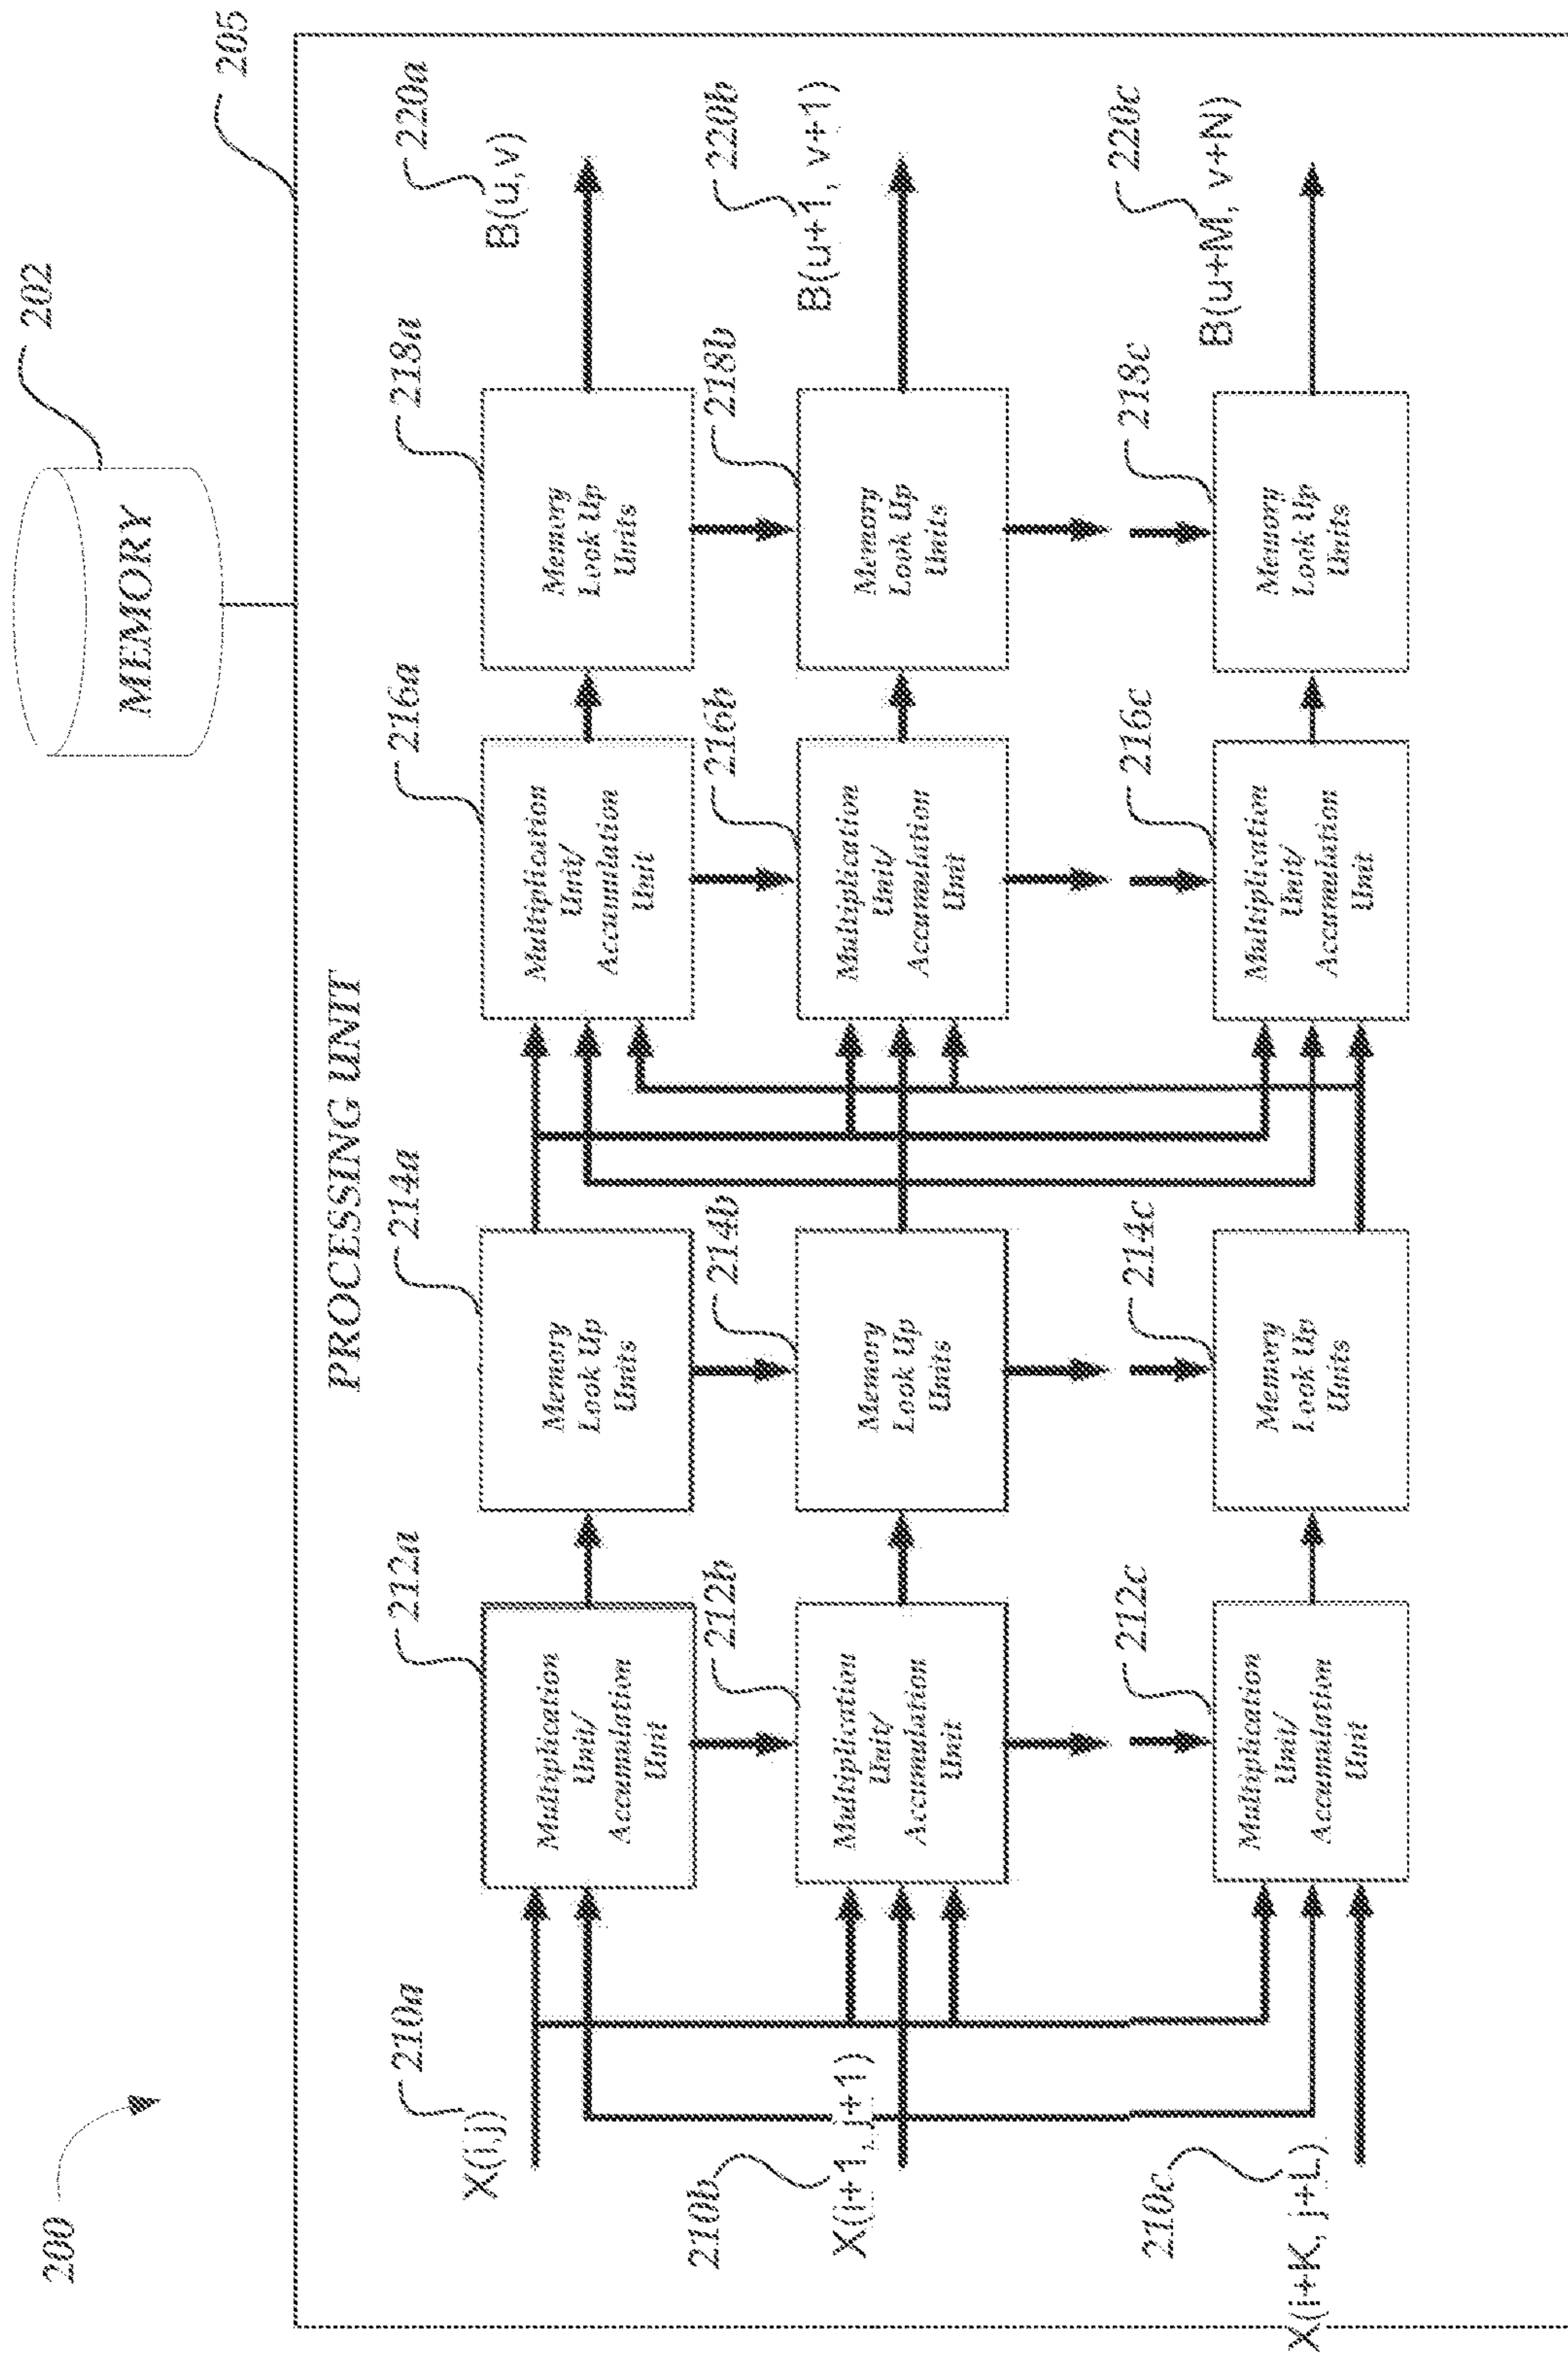 200
202
MEMORY
205
PROCESSING UNIT
210a
X(i,j)
212a
Multiplication
Unit/
Accumulation
Unit
214a
Memory
Look Up
Units
216a
Multiplication
Unit/
Accumulation
Unit
218a
Memory
Look Up
Units
220a
B(u,v)
210b
X(i+1, j+1)
212b
Multiplication
Unit/
Accumulation
Unit
214b
Memory
Look Up
Units
216b
Multiplication
Unit/
Accumulation
Unit
218b
Memory
Look Up
Units
220b
B(u+1, v+1)
210c
X(i+K, j+L)
212c
Multiplication
Unit/
Accumulation
Unit
214c
Memory
Look Up
Units
216c
Multiplication
Unit/
Accumulation
Unit
218c
Memory
Look Up
Units
220c
B(u+M, v+N)